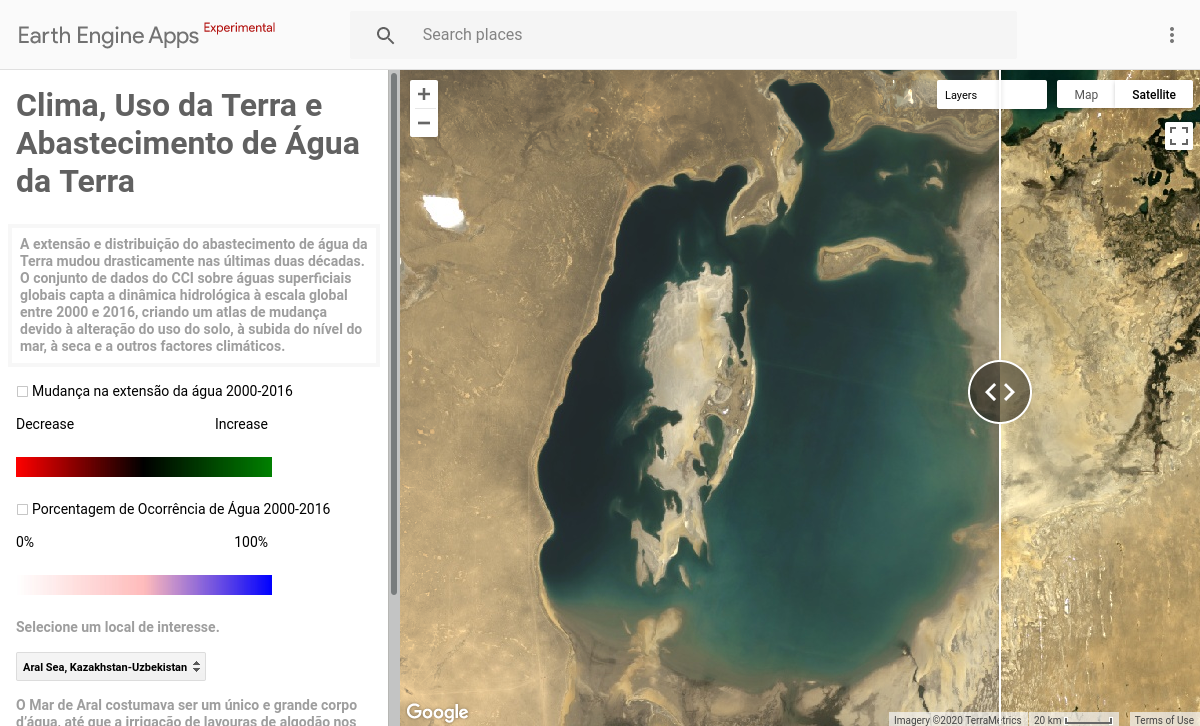 Earth Engine Apps Experimental
Search places
Clima, Uso da Terra e
Abastecimento de Água
da Terra
A extensão e distribuição do abastecimento de água da
Terra mudou drasticamente nas últimas duas décadas.
O conjunto de dados do CCI sobre águas superficiais
globais capta a dinâmica hidrológica à escala global
entre 2000 e 2016, criando um atlas de mudança
devido à alteração do uso do solo, à subida do nível do
mar, à seca e a outros factores climáticos.
Mudança na extensão da água 2000-2016
Decrease Increase
Porcentagem de Ocorrência de Água 2000-2016
0% 100%
Selecione um local de interesse.
Aral Sea, Kazakhstan-Uzbekistan
O Mar de Aral costumava ser um único e grande corpo
d'água, até que a irrigação de lavouras de algodão nos
Layers
Map Satellite
Google
Imagery ©2020 TerraMetrics 20 km Terms of Use